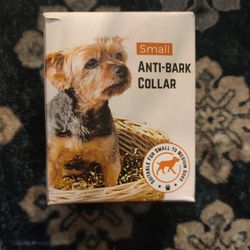 Small
ANTI-BARK
COLLAR
SUITABLE FOR SMALL TO MEDIUM DOGS